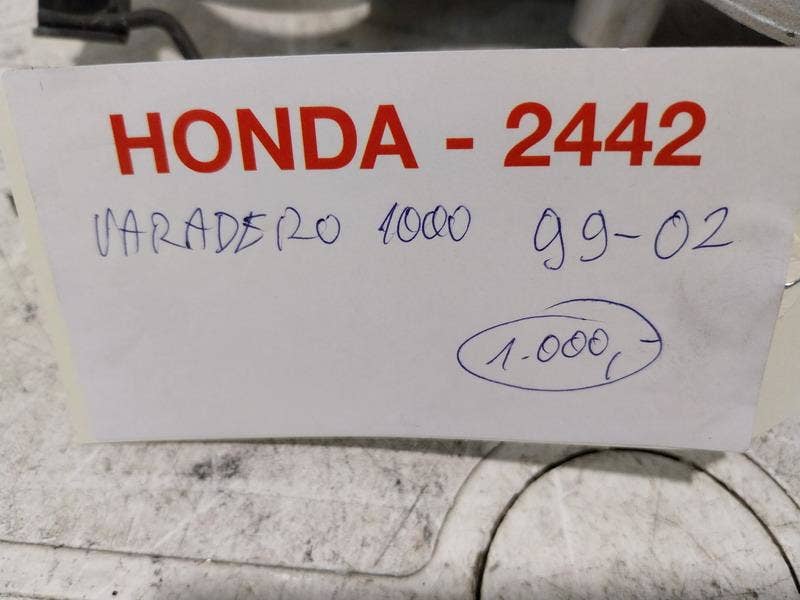 HONDA - 2442
VARADERO 1000 99-02
1.000,-